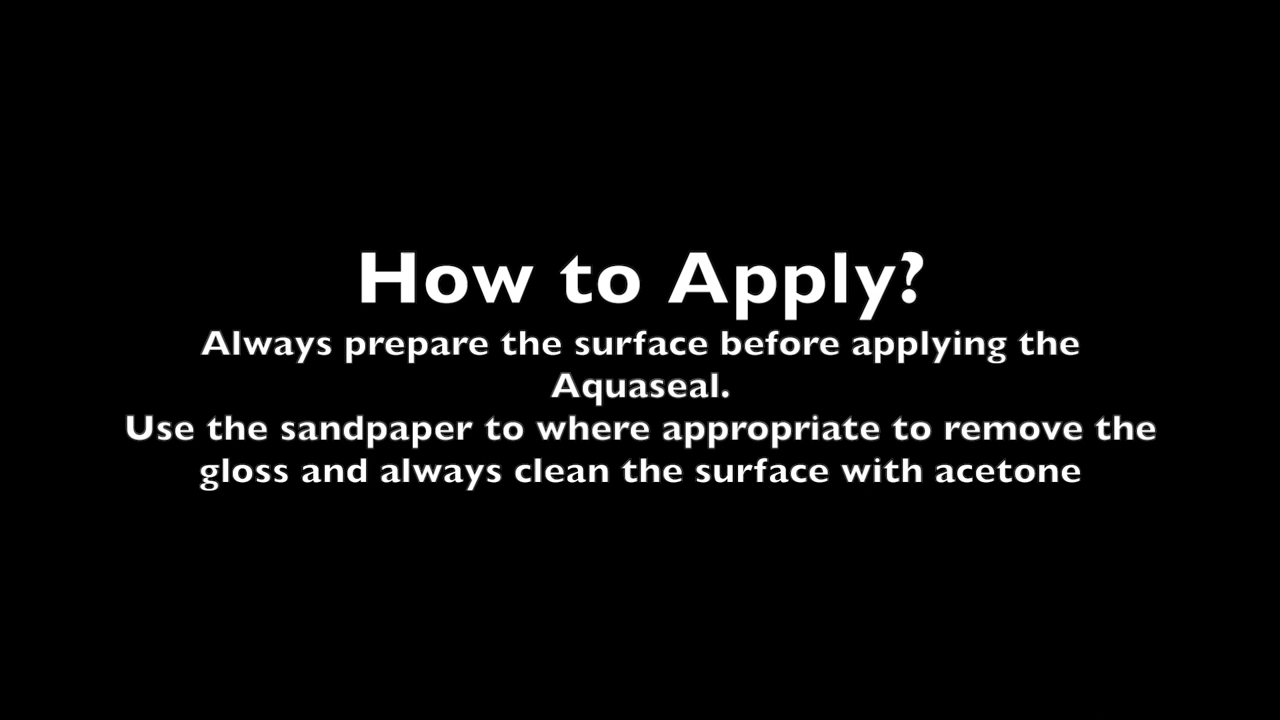 How to Apply?
Always prepare the surface before applying the
Aquaseal.
Use the sandpaper to where appropriate to remove the
gloss and always clean the surface with acetone